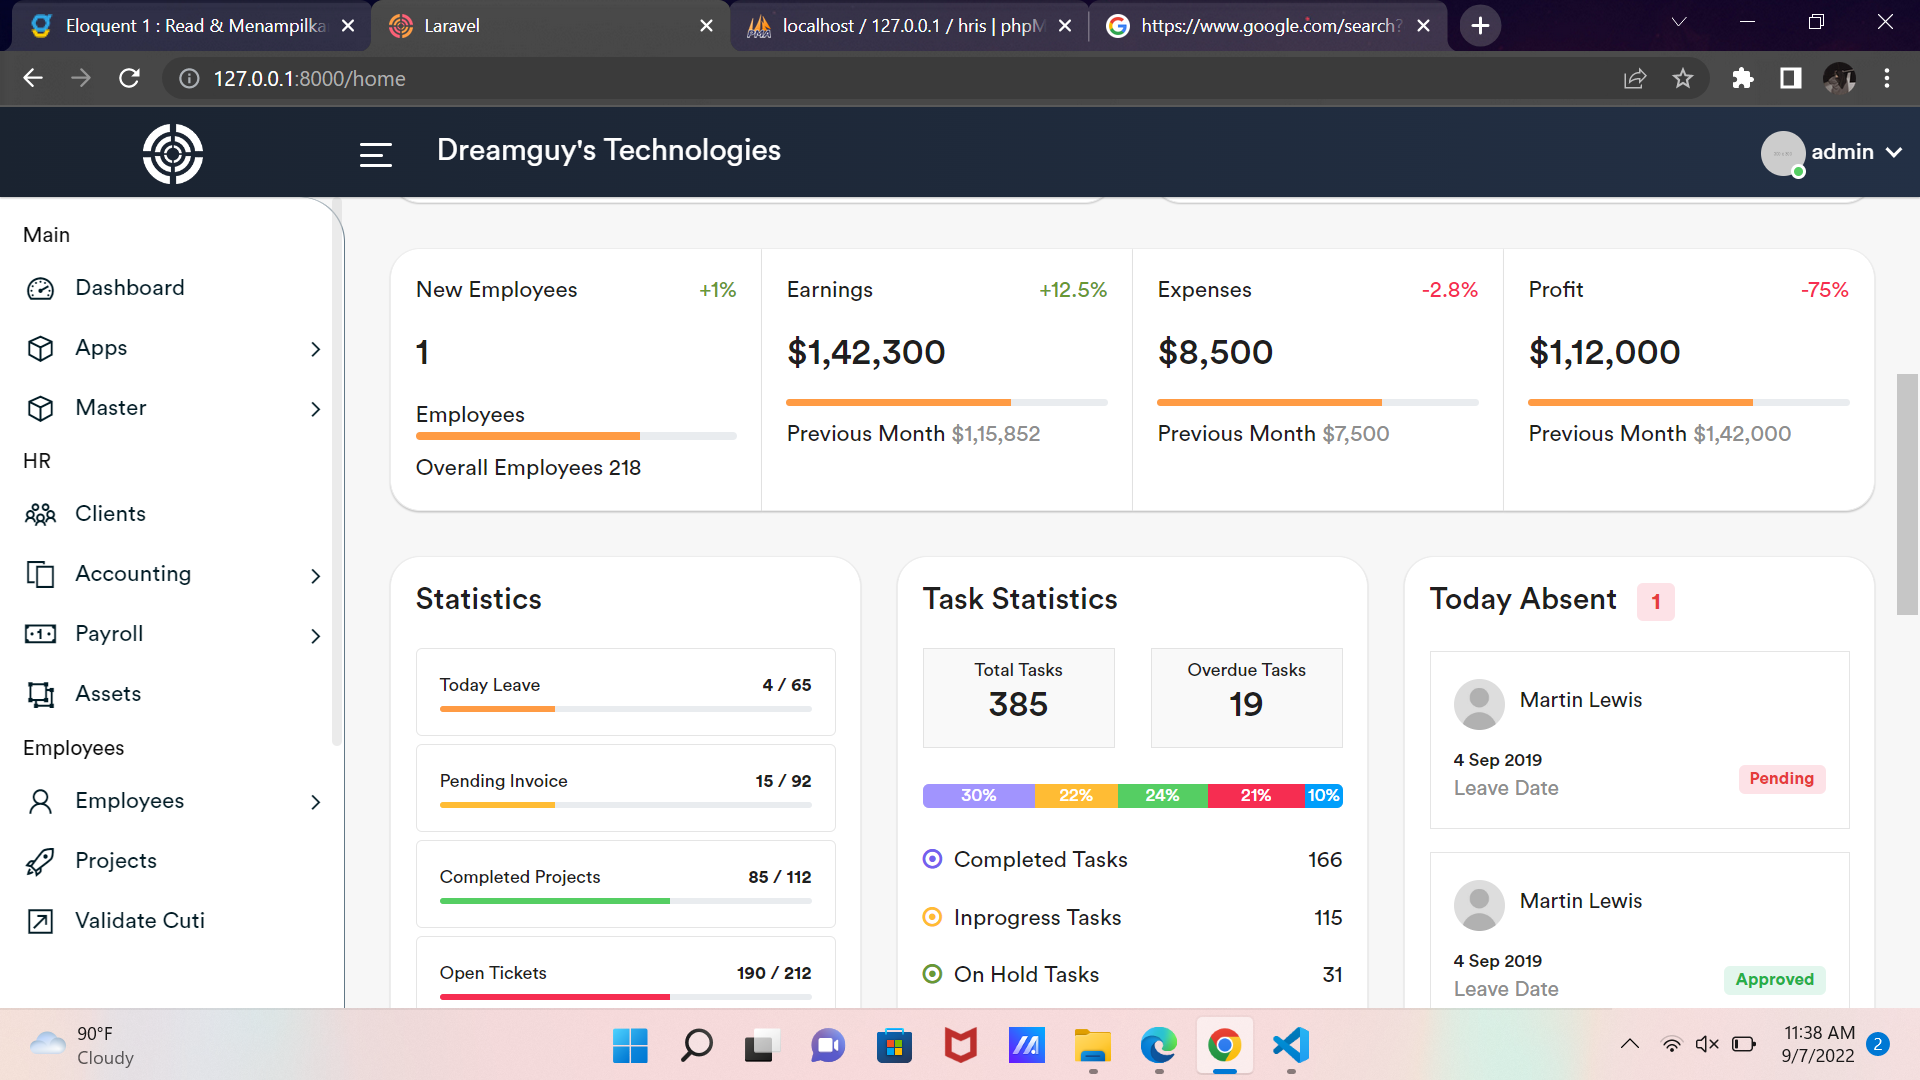 Eloquent 1 : Read & Menampilka
Laravel
localhost / 127.0.0.1 / hris | phpM
https://www.google.com/search?
127.0.0.1:8000/home
Dreamguy's Technologies
admin
Main
Dashboard
Apps
Master
HR
Clients
Accounting
Payroll
Assets
Employees
Employees
Projects
Validate Cuti
New Employees +1%
1
Employees
Overall Employees 218
Earnings +12.5%
$1,42,300
Previous Month $1,15,852
Expenses -2.8%
$8,500
Previous Month $7,500
Profit -75%
$1,12,000
Previous Month $1,42,000
Statistics
Today Leave 4 / 65
Pending Invoice 15 / 92
Completed Projects 85 / 112
Open Tickets 190 / 212
Task Statistics
Total Tasks
385
Overdue Tasks
19
30% 22% 24% 21% 10%
Completed Tasks 166
Inprogress Tasks 115
On Hold Tasks 31
Today Absent 1
Martin Lewis
4 Sep 2019
Leave Date
Pending
Martin Lewis
4 Sep 2019
Leave Date
Approved
90°F
Cloudy
11:38 AM
9/7/2022
2